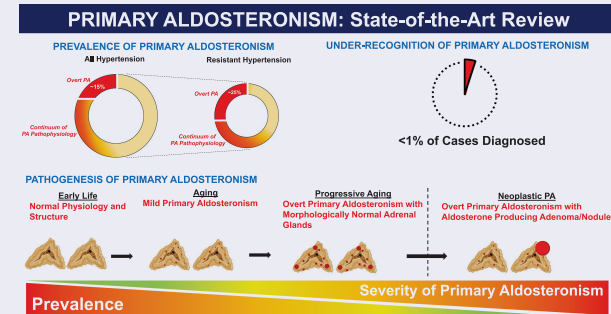 PRIMARY ALDOSTERONISM: State-of-the-Art Review
PREVALENCE OF PRIMARY ALDOSTERONISM
All Hypertension
Resistant Hypertension
Overt PA
~15%
Continuum of
PA Pathophysiology
Overt PA
~25%
Continuum of
PA Pathophysiology
UNDER-RECOGNITION OF PRIMARY ALDOSTERONISM
<1% of Cases Diagnosed
PATHOGENESIS OF PRIMARY ALDOSTERONISM
Early Life
Normal Physiology and
Structure
Aging
Mild Primary Aldosteronism
Progressive Aging
Overt Primary Aldosteronism with
Morphologically Normal Adrenal
Glands
Neoplastic PA
Overt Primary Aldosteronism with
Aldosterone Producing Adenoma/Nodule
Prevalence
Severity of Primary Aldosteronism